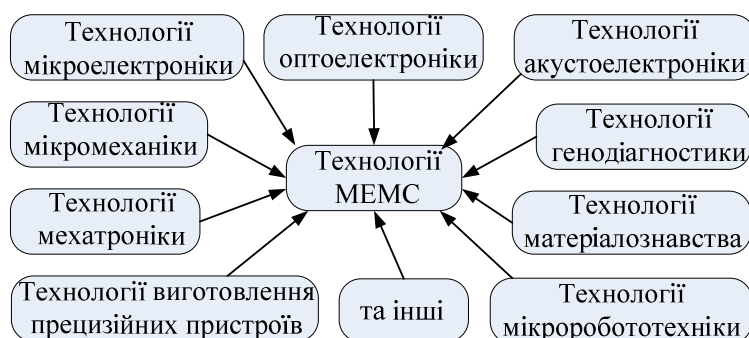 Технології
мікроелектроніки
Технології
оптоелектроніки
Технології
акустоелектроніки
Технології
мікромеханіки
Технології
МЕМС
Технології
генодіагностики
Технології
мехатроніки
Технології
матеріалознавства
Технології виготовлення
прецизійних пристроїв
та інші
Технології
мікроробототехніки